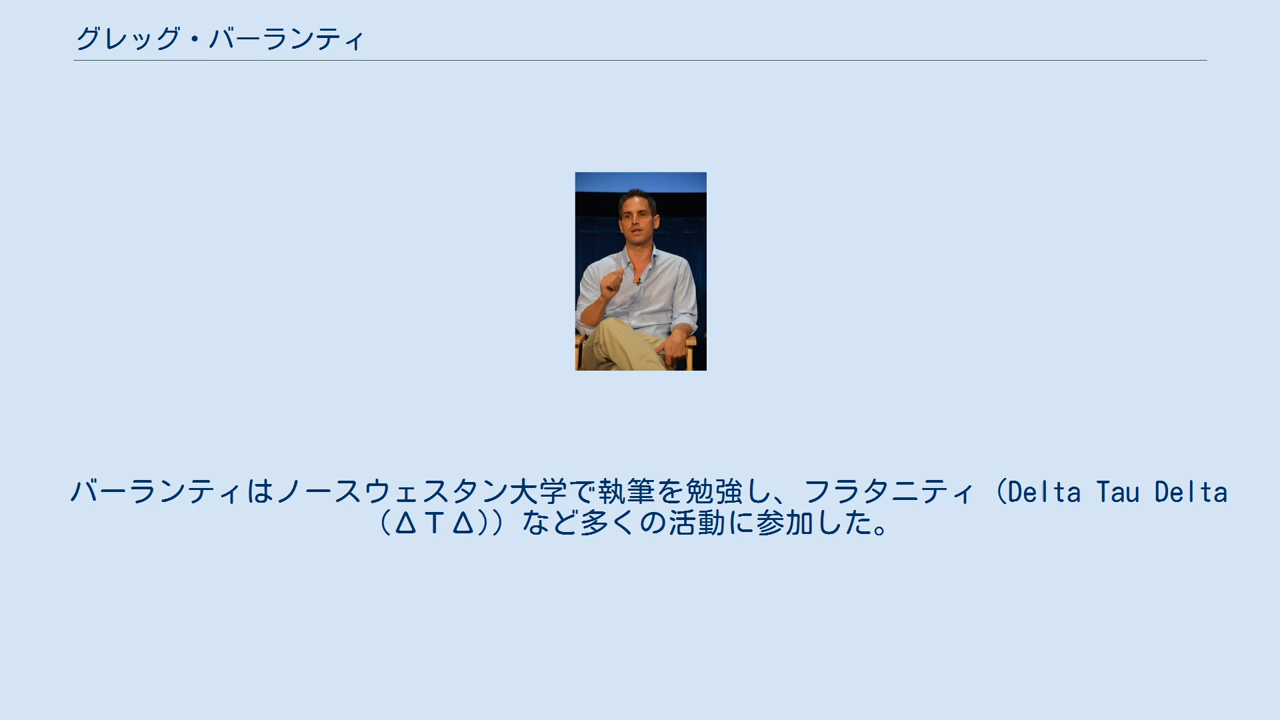 グレッグ・バーランティ
バーランティはノースウェスタン大学で執筆を勉強し、フラタニティ（Delta Tau Delta
（ΔΤΔ））など多くの活動に参加した。